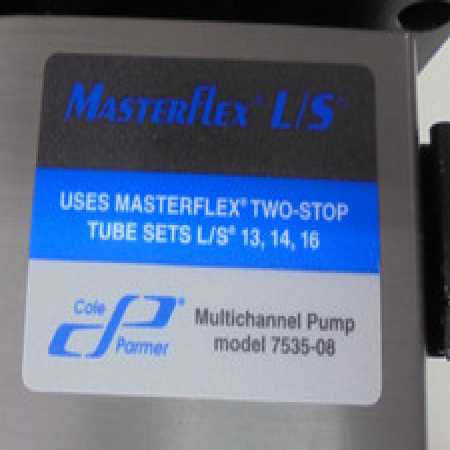 MASTERFLEX® L/S®
USES MASTERFLEX® TWO-STOP
TUBE SETS L/S® 13, 14, 16
Cole
Parmer
®
Multichannel Pump
model 7535-08